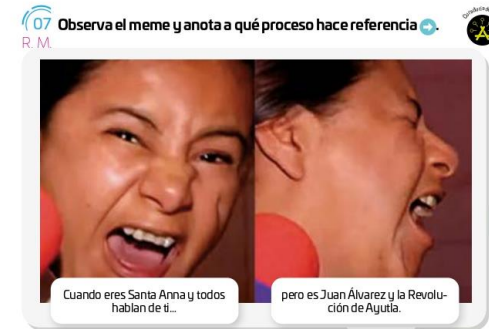 07 Observa el meme y anota a qué proceso hace referencia
R. M.
Cuando eres Santa Anna y todos
hablan de ti...
pero es Juan Álvarez y la Revolu-
ción de Ayutla.